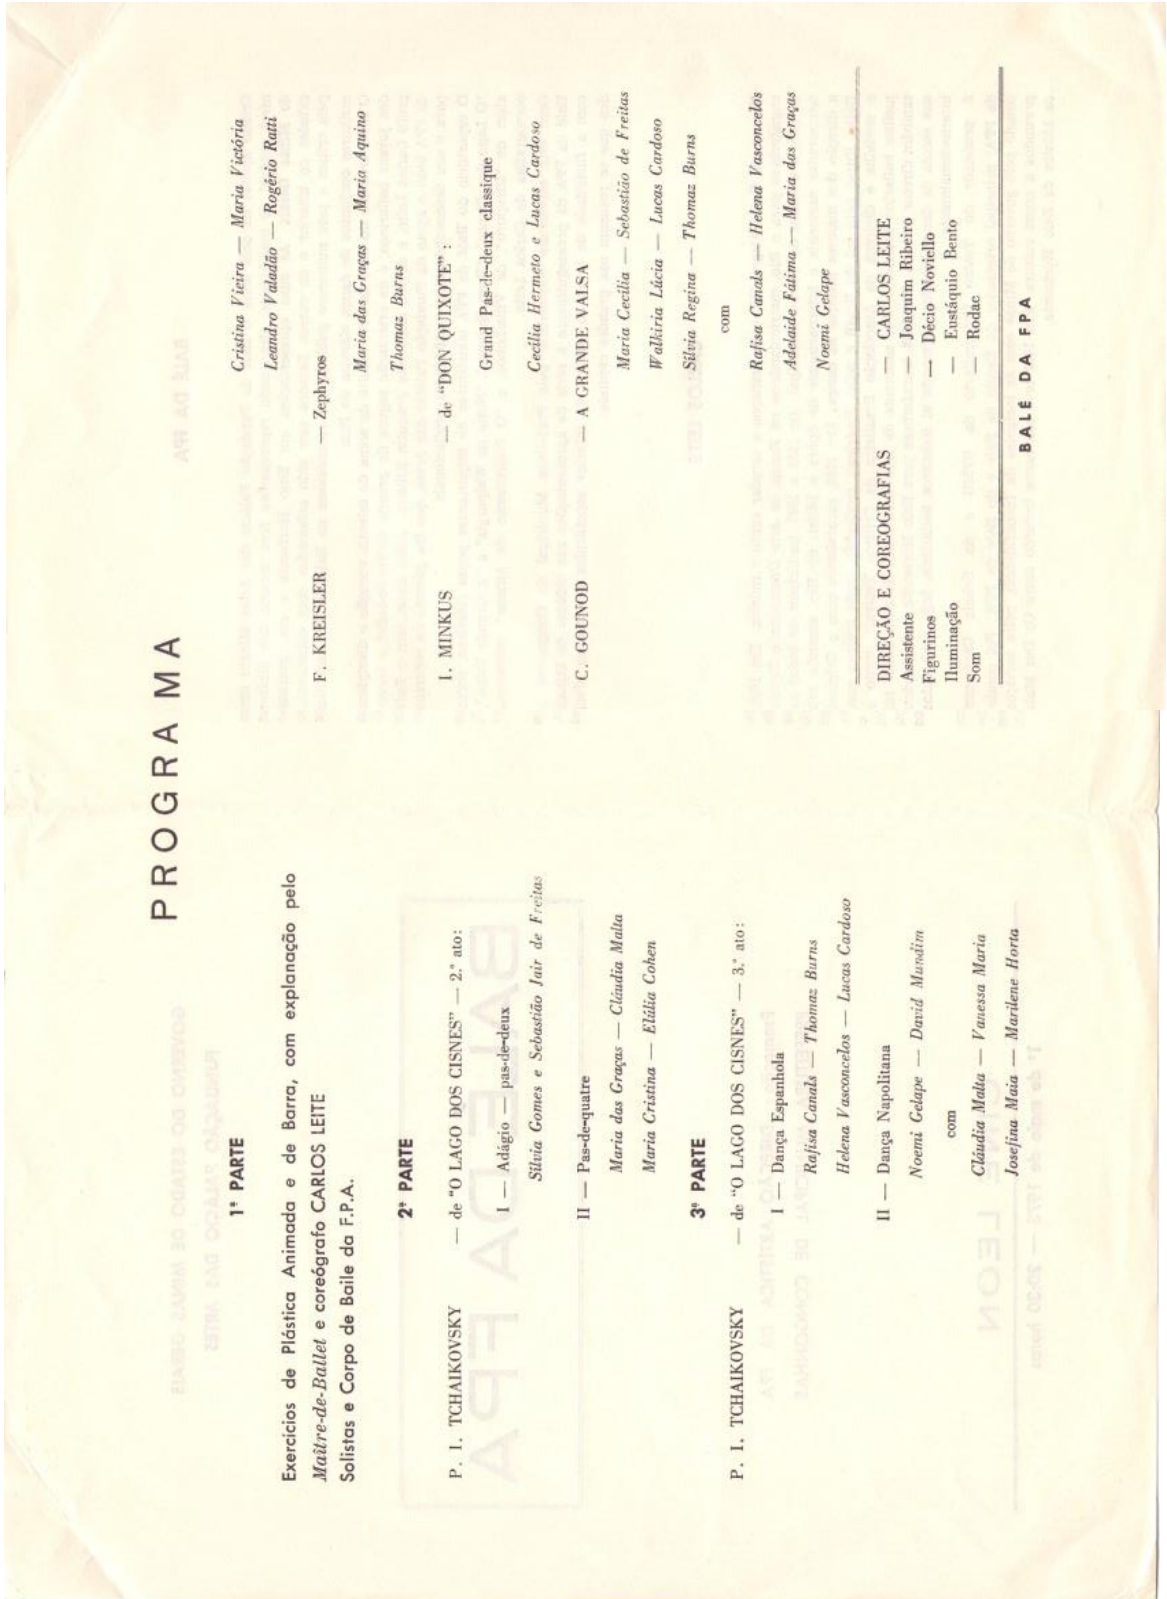 PROGRAMA
1ª PARTE
Exercícios de Plástica Animada e de Barra, com explanação pelo
Maître-de-Ballet e coreógrafo CARLOS LEITE
Solistas e Corpo de Baile da F.P.A.
2ª PARTE
P. I. TCHAIKOVSKY — de "O LAGO DOS CISNES" — 2.º ato:
I — Adágio — pas-de-deux
Silvia Gomes e Sebastião Jair de Freitas
II — Pas-de-quatre
Maria das Graças — Cláudia Malta
Maria Cristina — Elúlia Cohen
3ª PARTE
P. I. TCHAIKOVSKY — de "O LAGO DOS CISNES" — 3.º ato:
I — Dança Espanhola
Rafisa Canals — Thomaz Burns
Helena Vasconcelos — Lucas Cardoso
II — Dança Napolitana
Noemi Gelape — David Mundim
com
Cláudia Malta — Vanessa Maria
Josefina Maia — Marilene Horta
Cristina Vieira — Maria Victória
Leandro Valadão — Rogério Ratti
F. KREISLER — Zephyros
Maria das Graças — Maria Aquino
Thomaz Burns
I. MINKUS — de "DON QUIXOTE" :
Grand Pas-de-deux classique
Cecília Hermeto e Lucas Cardoso
C. GOUNOD — A GRANDE VALSA
Maria Cecília — Sebastião de Freitas
Walkiria Lúcia — Lucas Cardoso
Silvia Regina — Thomaz Burns
com
Rafisa Canals — Helena Vasconcelos
Adelaide Fátima — Maria das Graças
Noemi Gelape
DIREÇÃO E COREOGRAFIAS — CARLOS LEITE
Assistente — Joaquim Ribeiro
Figurinos — Décio Noviello
Iluminação — Eustáquio Bento
Som — Rodac
BALÉ DA FPA